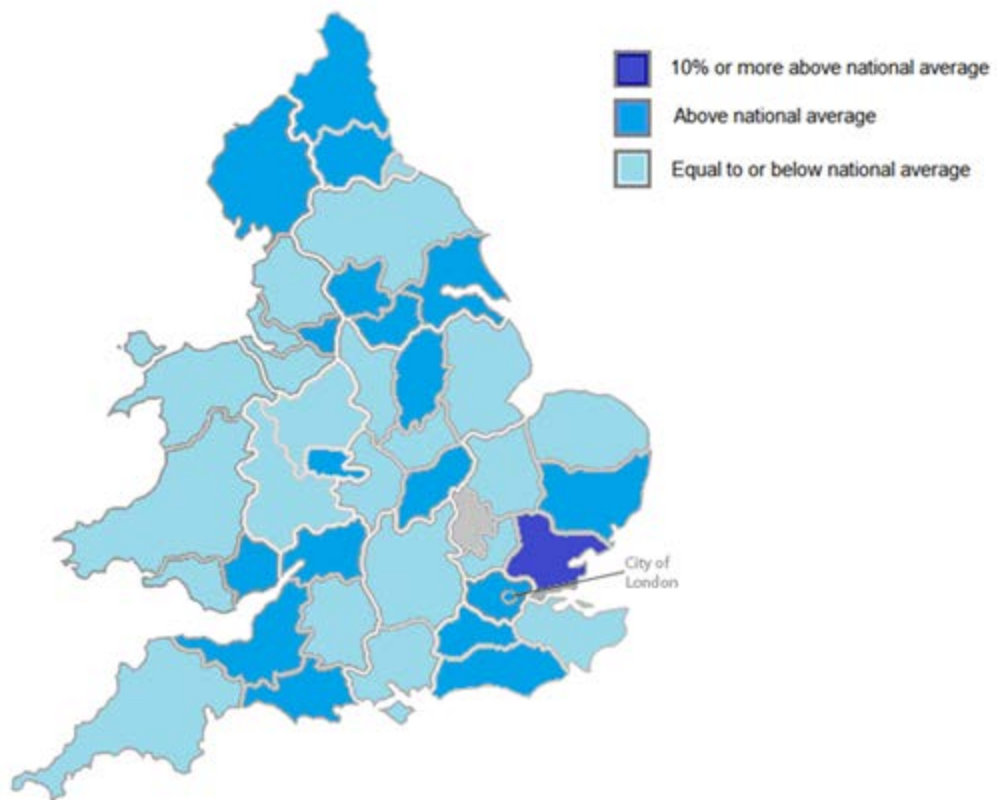 10% or more above national average
Above national average
Equal to or below national average
City of
London